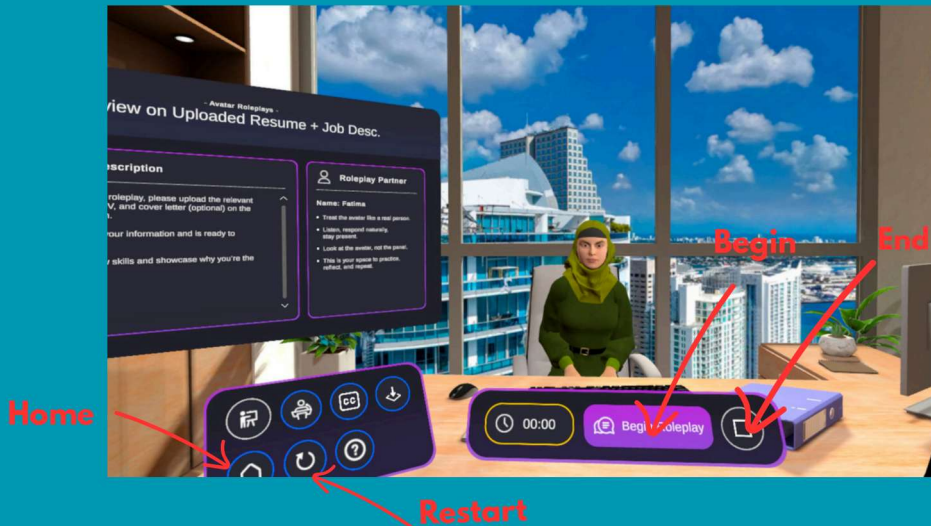 - Avatar Roleplays -
view on Uploaded Resume + Job Desc.
escription
roleplay, please upload the relevant
V, and cover letter (optional) on the
n.
our information and is ready to
skills and showcase why you're the
Roleplay Partner
Name: Fatima
• Treat the avatar like a real person.
• Listen, respond naturally,
stay present.
• Look at the avatar, not the panel.
• This is your space to practice,
reflect, and repeat.
Begin
End
Home
CC
?
00:00
Begin Roleplay
Restart